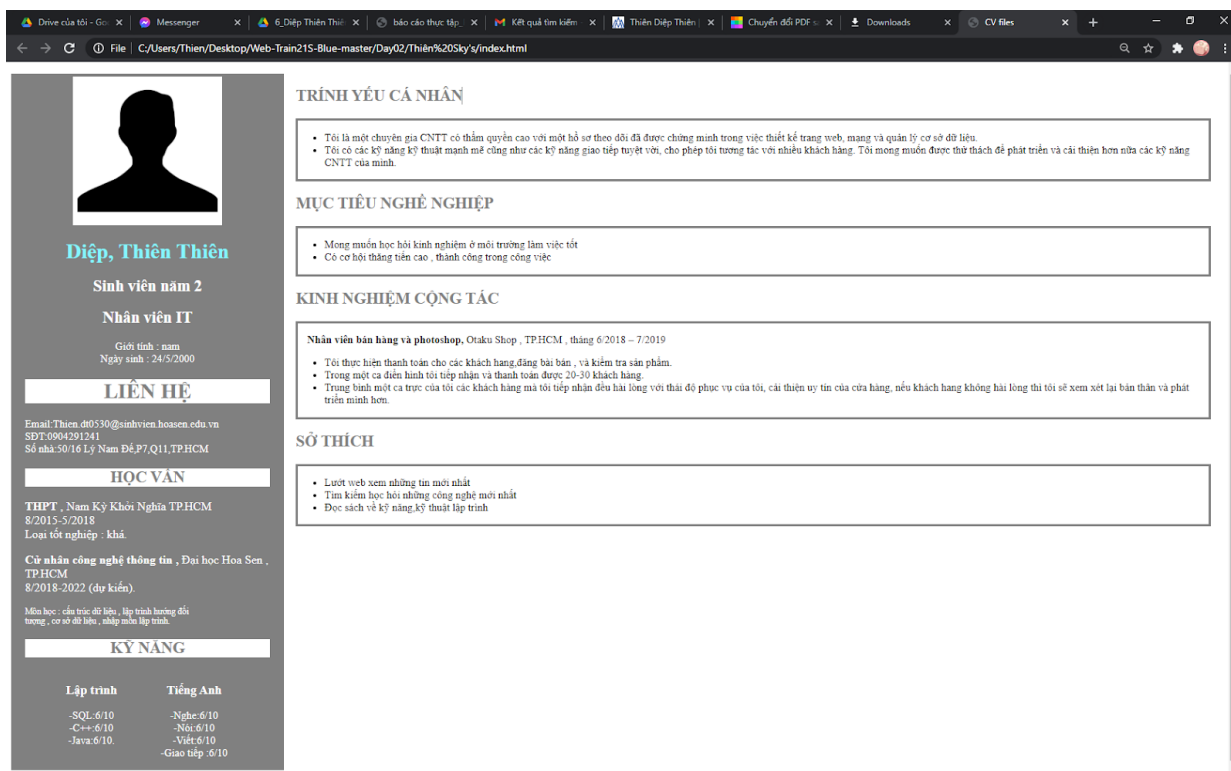 Drive của tôi - Goo
Messenger
6_Diệp Thiên Thiê
báo cáo thực tập_
Kết quả tìm kiếm
Thiên Diệp Thiên |
Chuyển đổi PDF s
Downloads
CV files
File
C:/Users/Thien/Desktop/Web-Train21S-Blue-master/Day02/Thiên%20Sky's/index.html
Diệp, Thiên Thiên
Sinh viên năm 2
Nhân viên IT
Giới tính : nam
Ngày sinh : 24/5/2000
LIÊN HỆ
Email:Thien.dt0530@sinhvien.hoasen.edu.vn
SĐT:0904291241
Số nhà:50/16 Lý Nam Đế,P7,Q11,TP.HCM
HỌC VẤN
THPT , Nam Kỳ Khởi Nghĩa TP.HCM
8/2015-5/2018
Loại tốt nghiệp : khá.
Cử nhân công nghệ thông tin , Đại học Hoa Sen ,
TP.HCM
8/2018-2022 (dự kiến).
Môn học : cấu trúc dữ liệu , lập trình hướng đối
tượng , cơ sở dữ liệu , nhập môn lập trình.
KỸ NĂNG
Lập trình
-SQL:6/10
-C++:6/10
-Java:6/10.
Tiếng Anh
-Nghe:6/10
-Nói:6/10
-Viết:6/10
-Giao tiếp :6/10
TRÍNH YẾU CÁ NHÂN
Tôi là một chuyên gia CNTT có thẩm quyền cao với một hồ sơ theo dõi đã được chứng minh trong việc thiết kế trang web, mạng và quản lý cơ sở dữ liệu.
Tôi có các kỹ năng kỹ thuật mạnh mẽ cũng như các kỹ năng giao tiếp tuyệt vời, cho phép tôi tương tác với nhiều khách hàng. Tôi mong muốn được thử thách để phát triển và cải thiện hơn nữa các kỹ năng
CNTT của mình.
MỤC TIÊU NGHỀ NGHIỆP
Mong muốn học hỏi kinh nghiệm ở môi trường làm việc tốt
Có cơ hội thăng tiến cao , thành công trong công việc
KINH NGHIỆM CỘNG TÁC
Nhân viên bán hàng và photoshop, Otaku Shop , TP.HCM , tháng 6/2018 – 7/2019
Tôi thực hiện thanh toán cho các khách hang,đăng bài bán , và kiểm tra sản phẩm.
Trong một ca điển hình tôi tiếp nhận và thanh toán được 20-30 khách hàng.
Trung bình một ca trực của tôi các khách hàng mà tôi tiếp nhận đều hài lòng với thái độ phục vụ của tôi, cải thiện uy tín của cửa hàng, nếu khách hang không hài lòng thì tôi sẽ xem xét lại bản thân và phát
triển mình hơn.
SỞ THÍCH
Lướt web xem những tin mới nhất
Tìm kiếm học hỏi những công nghệ mới nhất
Đọc sách về kỹ năng,kỹ thuật lập trình